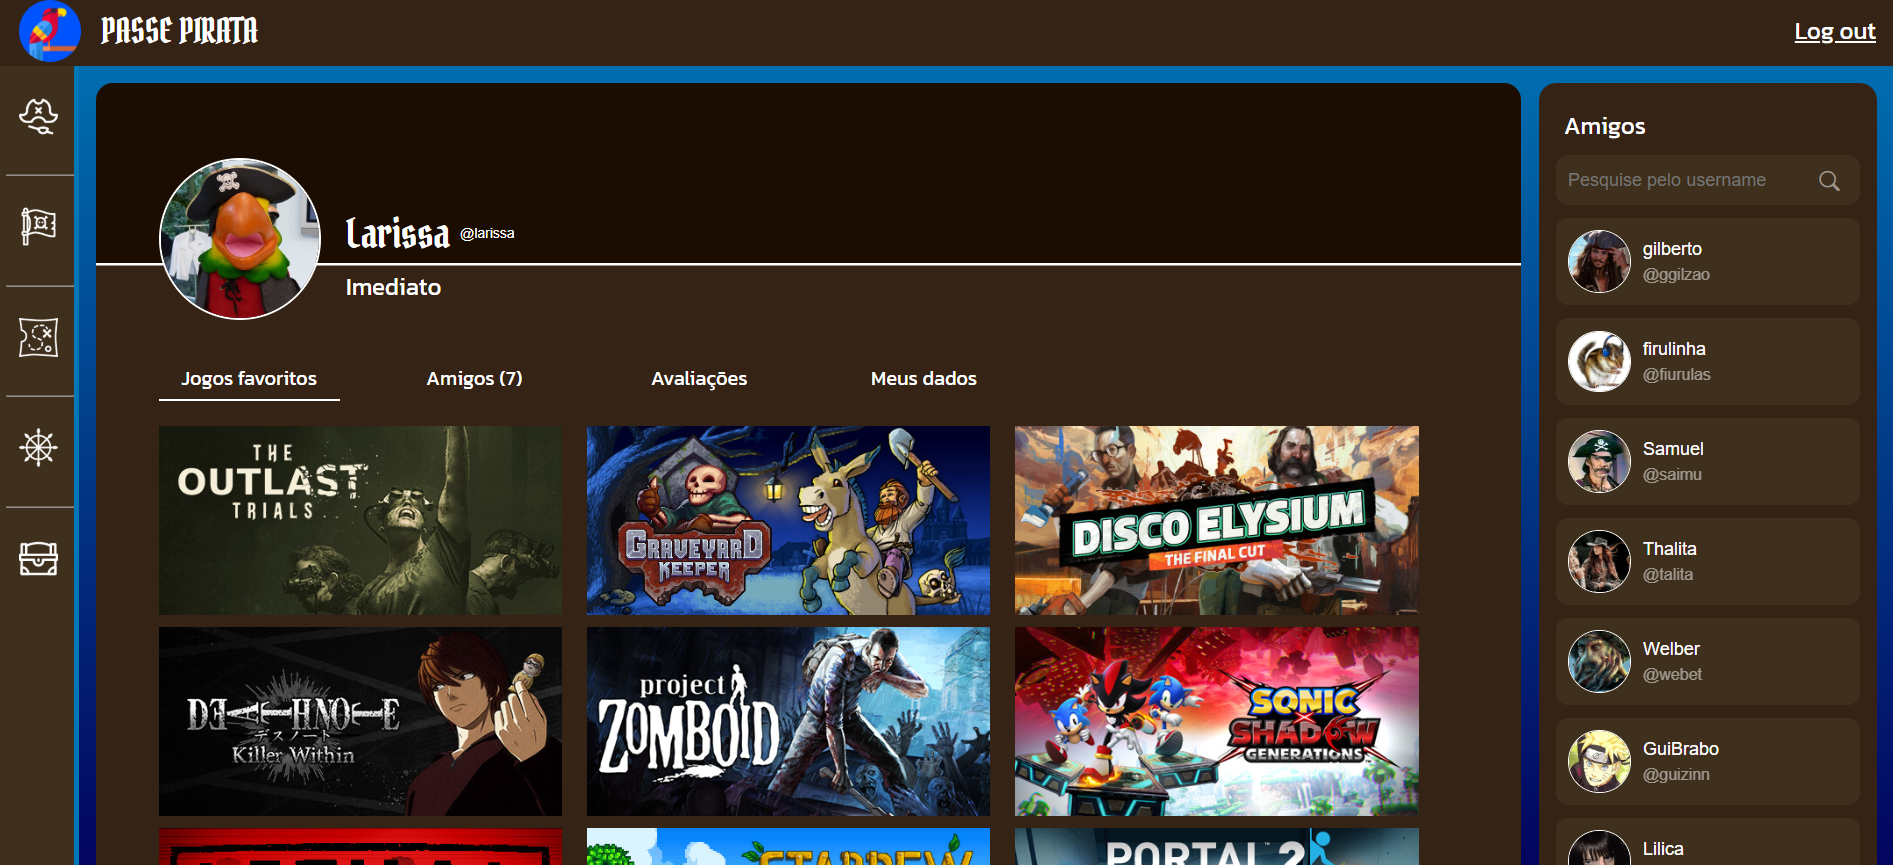 PASSE PIRATA
Log out
Larissa @larissa
Imediato
Jogos favoritos
Amigos (7)
Avaliações
Meus dados
THE
OUTLAST
TRIALS
GRAVEYARD
KEEPER
DISCO ELYSIUM
THE FINAL CUT
DEATHNOTE
デスノート
Killer Within
project
ZOMBOID
SONIC
X
SHADOW
GENERATIONS
STARDEW
PORTAL 2
Amigos
Pesquise pelo username
gilberto
@ggilzao
firulinha
@fiurulas
Samuel
@saimu
Thalita
@talita
Welber
@webet
GuiBrabo
@guizinn
Lilica